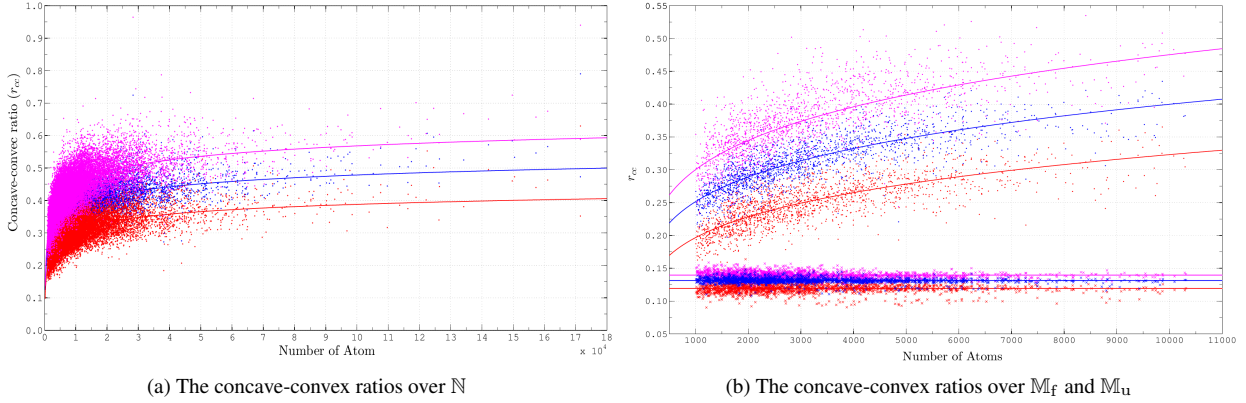 1.0
0.9
0.8
0.7
0.6
0.5
0.4
0.3
0.2
0.1
0.0
Concave-convec ratio (r_cc)
0 1 2 3 4 5 6 7 8 9 10 11 12 13 14 15 16 17 18
Number of Atom
x 10^4
(a) The concave-convex ratios over ℕ
0.55
0.50
0.45
0.40
0.35
0.30
0.25
0.20
0.15
0.10
0.05
r_cc
1000 2000 3000 4000 5000 6000 7000 8000 9000 10000 11000
Number of Atoms
(b) The concave-convex ratios over 𝕄_f and 𝕄_u